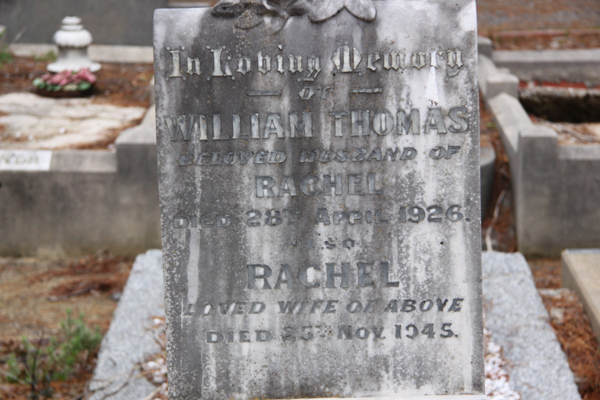 In Loving Memory
OF
WILLIAM THOMAS
BELOVED HUSBAND OF
RACHEL
DIED 28TH APRIL 1926.
ALSO
RACHEL
LOVED WIFE OF ABOVE
DIED NOV. 1945.